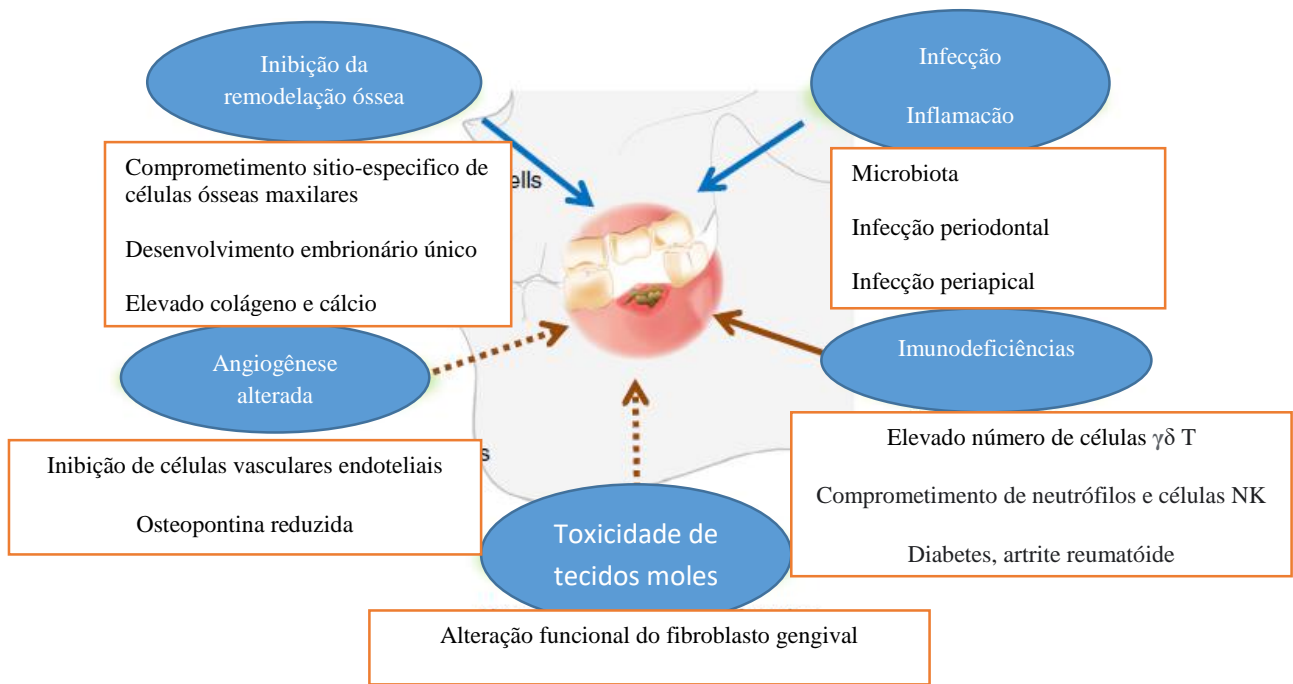 Inibição da
remodelação óssea
Comprometimento sitio-especifico de
células ósseas maxilares
Desenvolvimento embrionário único
Elevado colágeno e cálcio
Infecção
Inflamacão
Microbiota
Infecção periodontal
Infecção periapical
ells
Angiogênese
alterada
Inibição de células vasculares endoteliais
Osteopontina reduzida
s
Imunodeficiências
Elevado número de células γδ T
Comprometimento de neutrófilos e células NK
Diabetes, artrite reumatóide
Toxicidade de
tecidos moles
Alteração funcional do fibroblasto gengival